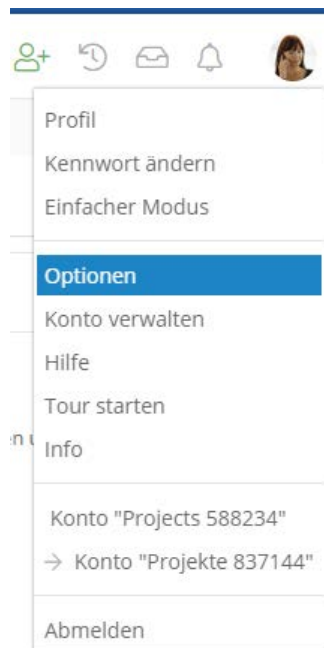 Profil
Kennwort ändern
Einfacher Modus
Optionen
Konto verwalten
Hilfe
Tour starten
Info
Konto "Projects 588234"
→ Konto "Projekte 837144"
Abmelden